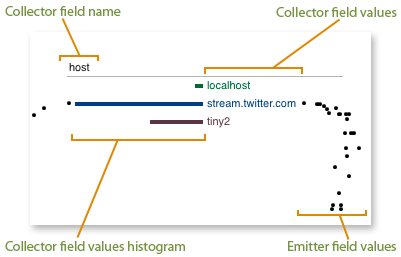 Collector field name
Collector field values
host
localhost
stream.twitter.com
tiny2
Collector field values histogram
Emitter field values